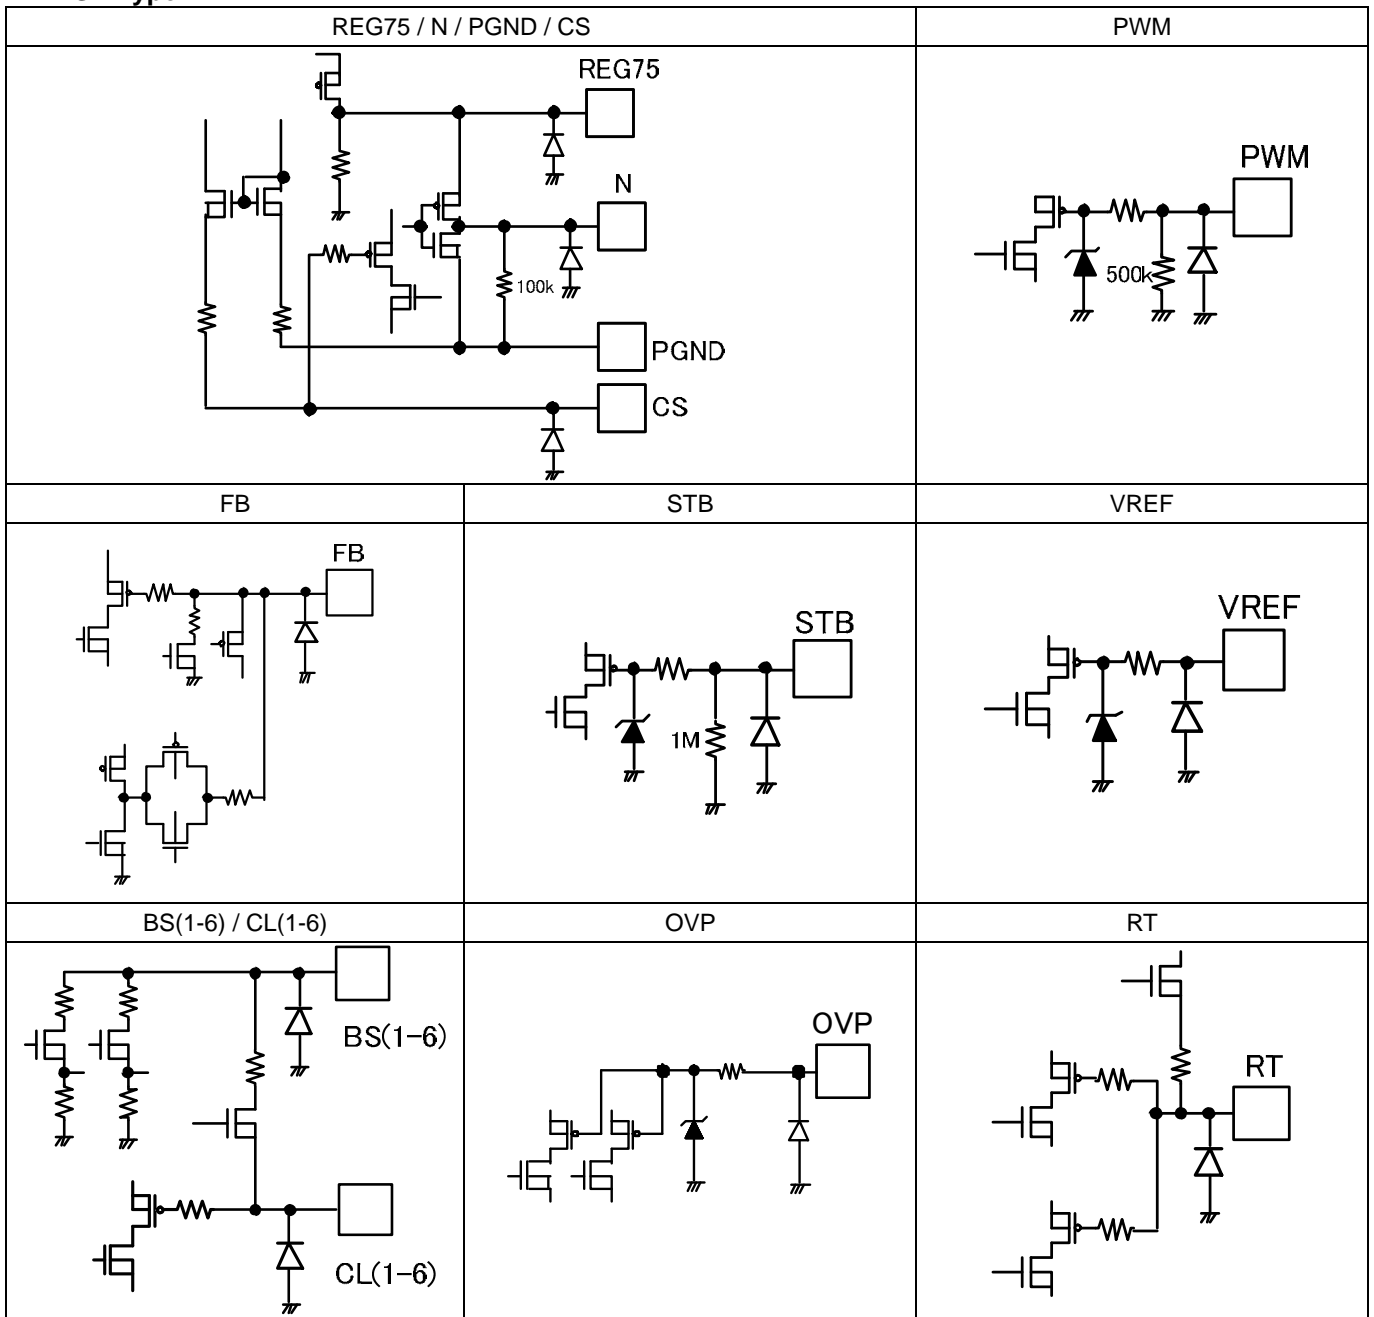 REG75 / N / PGND / CS
PWM
REG75
N
100k
PGND
CS
PWM
500k
FB
STB
VREF
FB
STB
1M
VREF
BS(1-6) / CL(1-6)
OVP
RT
BS(1-6)
CL(1-6)
OVP
RT